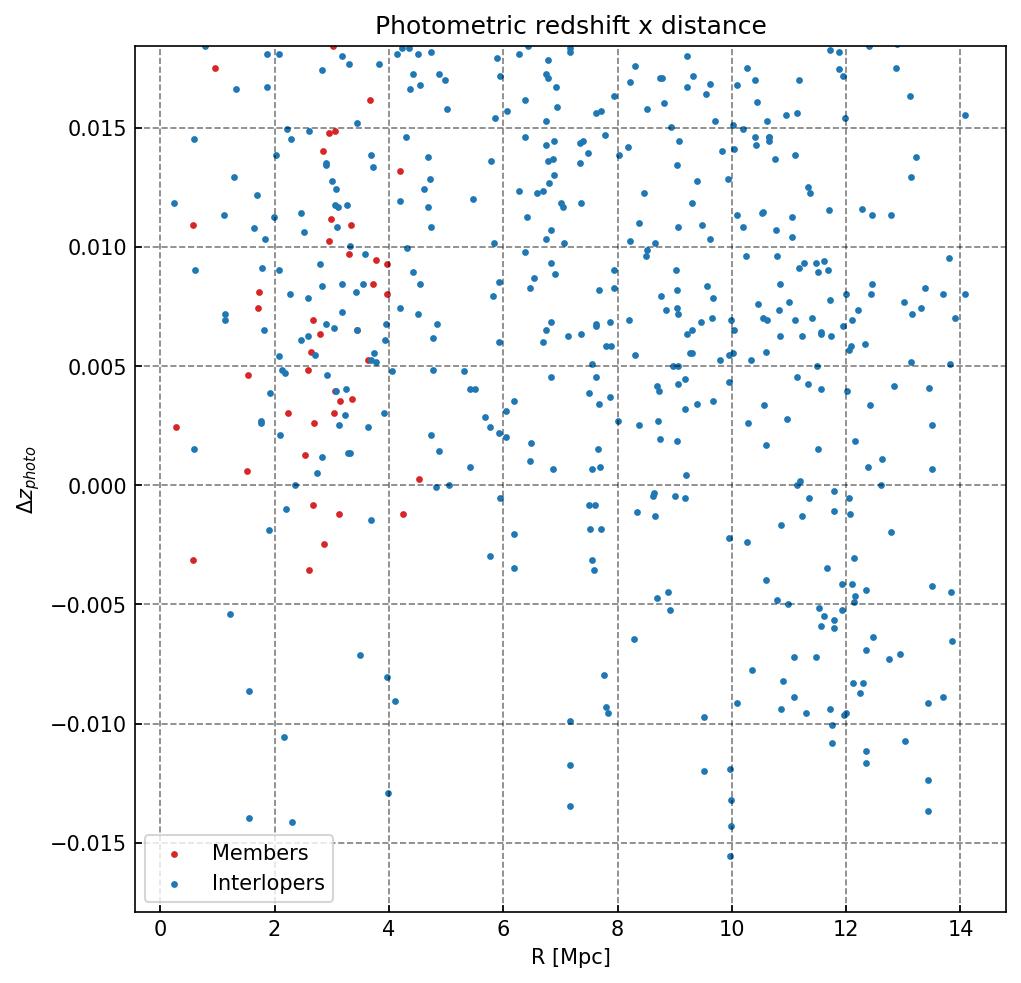 Photometric redshift x distance
0.015
0.010
0.005
0.000
−0.005
−0.010
−0.015
Δz_photo
Members
Interlopers
0 2 4 6 8 10 12 14
R [Mpc]